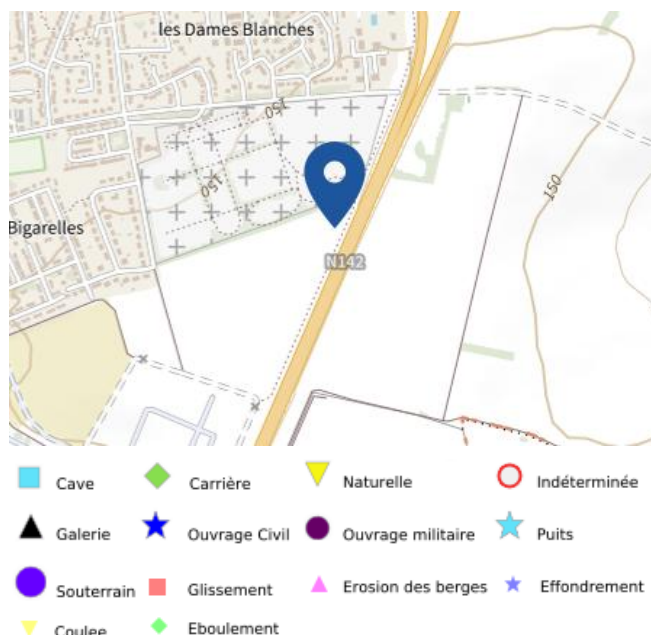 les Dames Blanches
150
150
150
Bigarelles
N142
Cave
Carrière
Naturelle
Indéterminée
Galerie
Ouvrage Civil
Ouvrage militaire
Puits
Souterrain
Glissement
Erosion des berges
Effondrement
Coulee
Eboulement